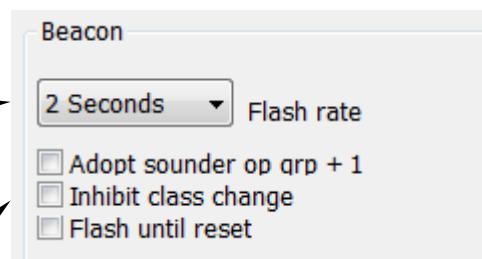 Beacon
2 Seconds Flash rate
Adopt sounder op grp + 1
Inhibit class change
Flash until reset